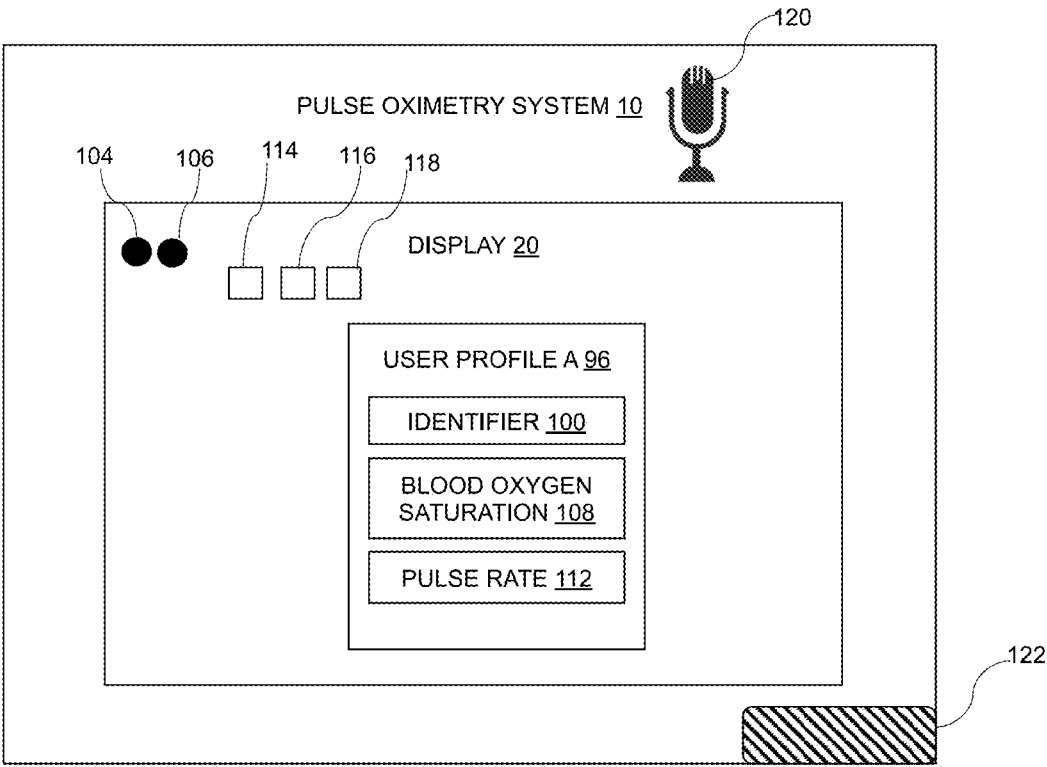 120
PULSE OXIMETRY SYSTEM 10
104
106
114
116
118
DISPLAY 20
USER PROFILE A 96
IDENTIFIER 100
BLOOD OXYGEN
SATURATION 108
PULSE RATE 112
122